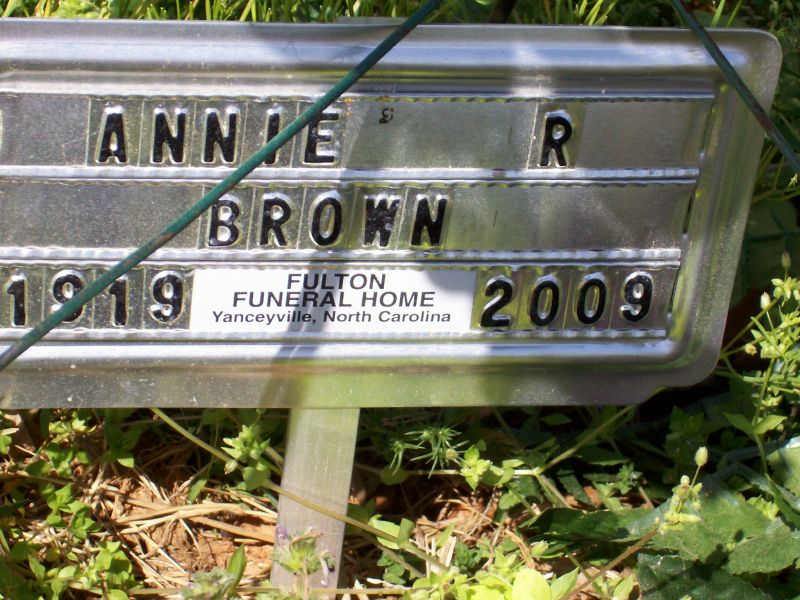 ANNIE R
BROWN
1919 FULTON 2009
FUNERAL HOME
Yanceyville, North Carolina